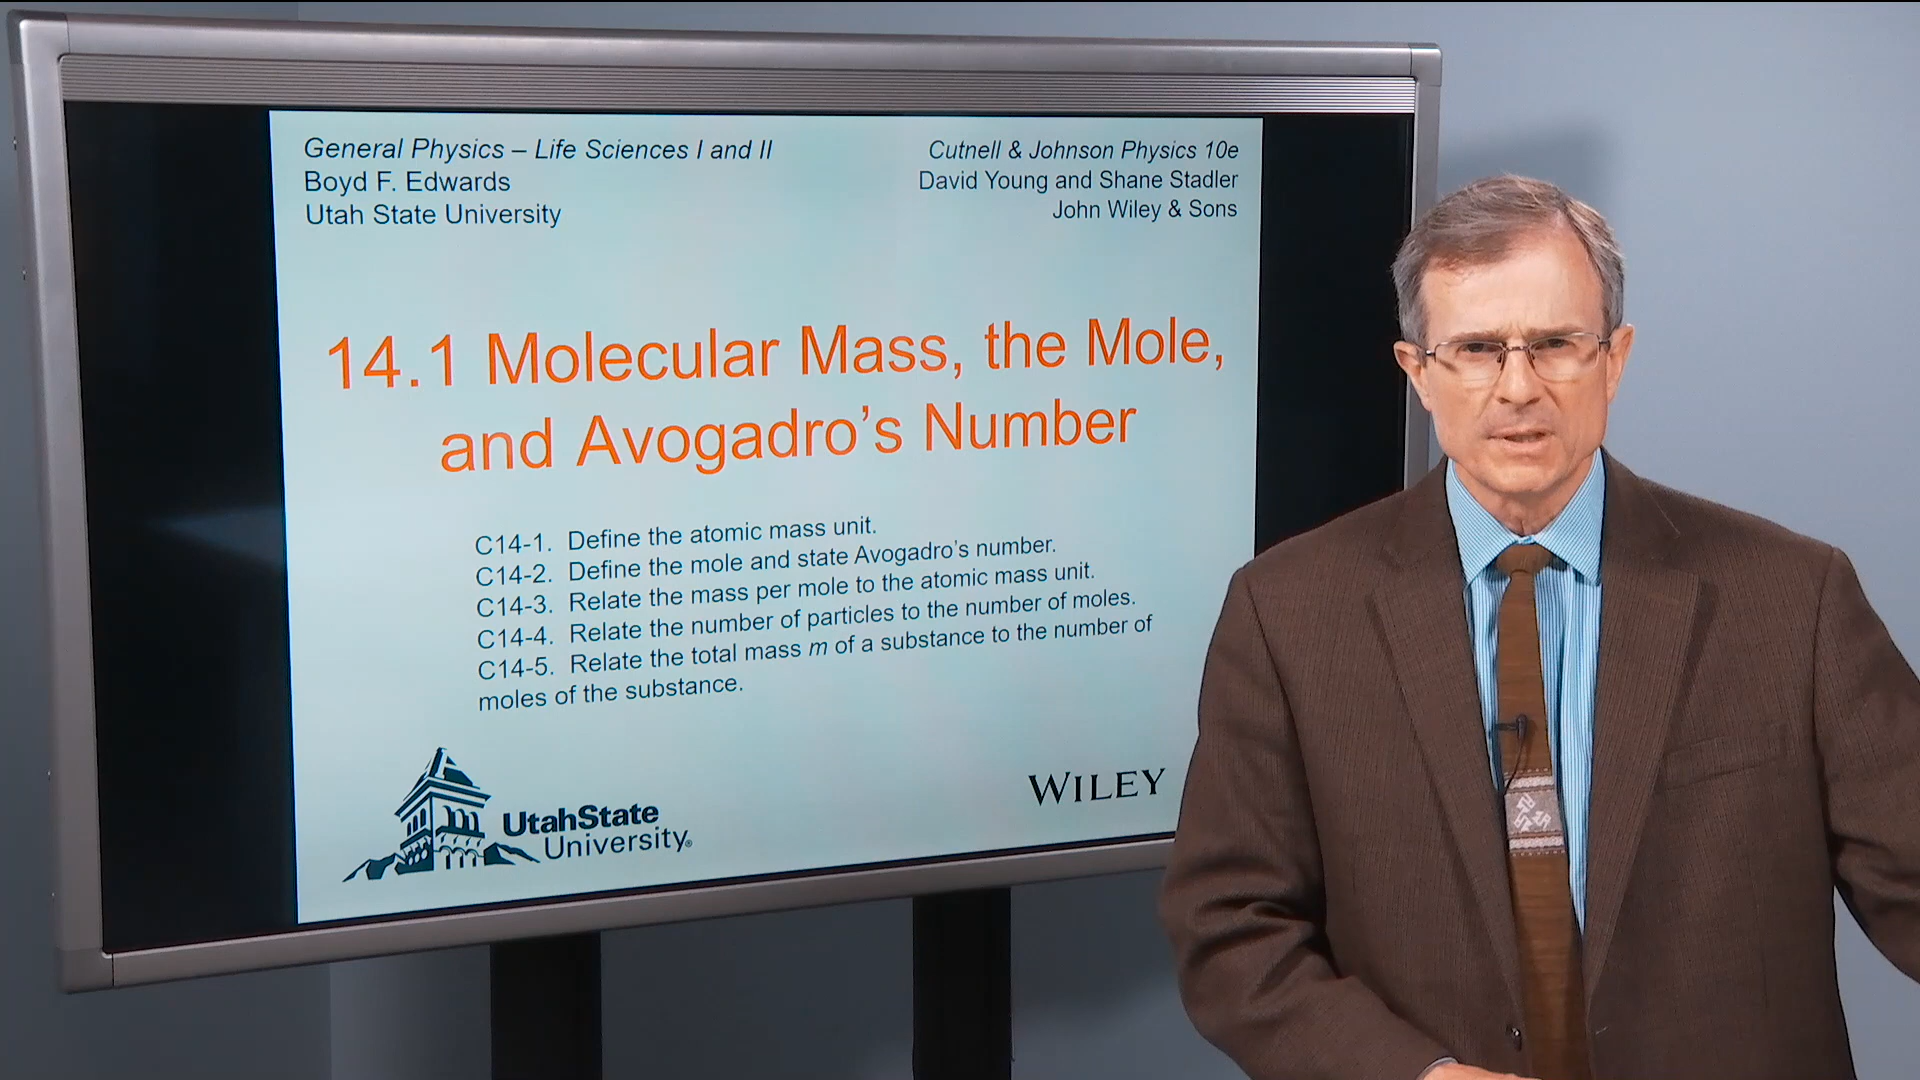 General Physics – Life Sciences I and II
Boyd F. Edwards
Utah State University
Cutnell & Johnson Physics 10e
David Young and Shane Stadler
John Wiley & Sons
14.1 Molecular Mass, the Mole,
and Avogadro's Number
C14-1. Define the atomic mass unit.
C14-2. Define the mole and state Avogadro's number.
C14-3. Relate the mass per mole to the atomic mass unit.
C14-4. Relate the number of particles to the number of moles.
C14-5. Relate the total mass m of a substance to the number of
moles of the substance.
UtahState
University®
WILEY